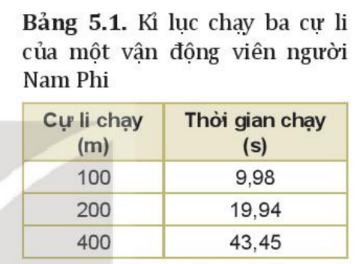 Bảng 5.1. Kỉ lục chạy ba cự li
của một vận động viên người
Nam Phi
Cự li chạy (m) Thời gian chạy (s)
100 9,98
200 19,94
400 43,45